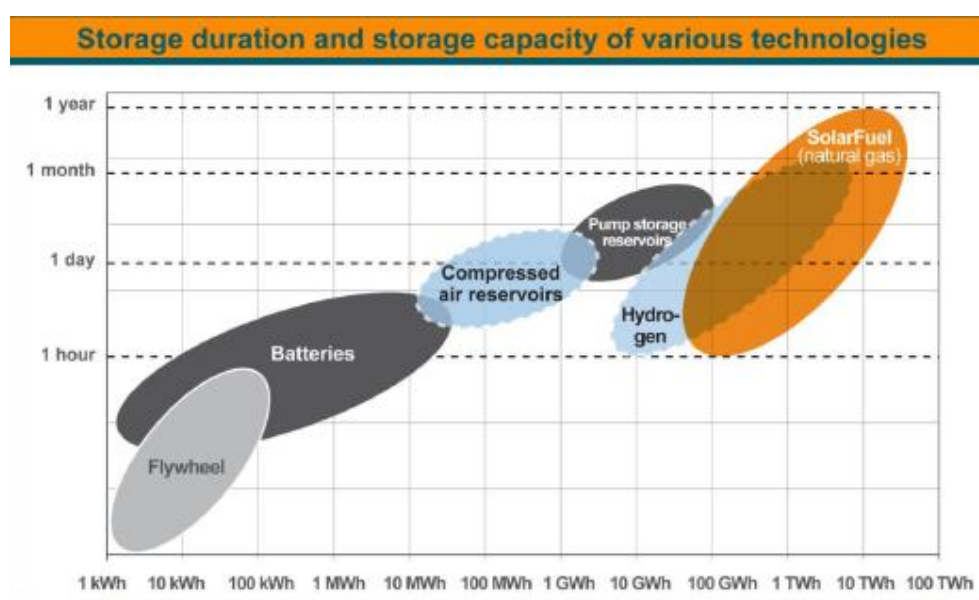 Storage duration and storage capacity of various technologies
1 year
1 month
1 day
1 hour
SolarFuel
(natural gas)
Pump storage
reservoirs
Compressed
air reservoirs
Hydro-
gen
Batteries
Flywheel
1 kWh 10 kWh 100 kWh 1 MWh 10 MWh 100 MWh 1 GWh 10 GWh 100 GWh 1 TWh 10 TWh 100 TWh